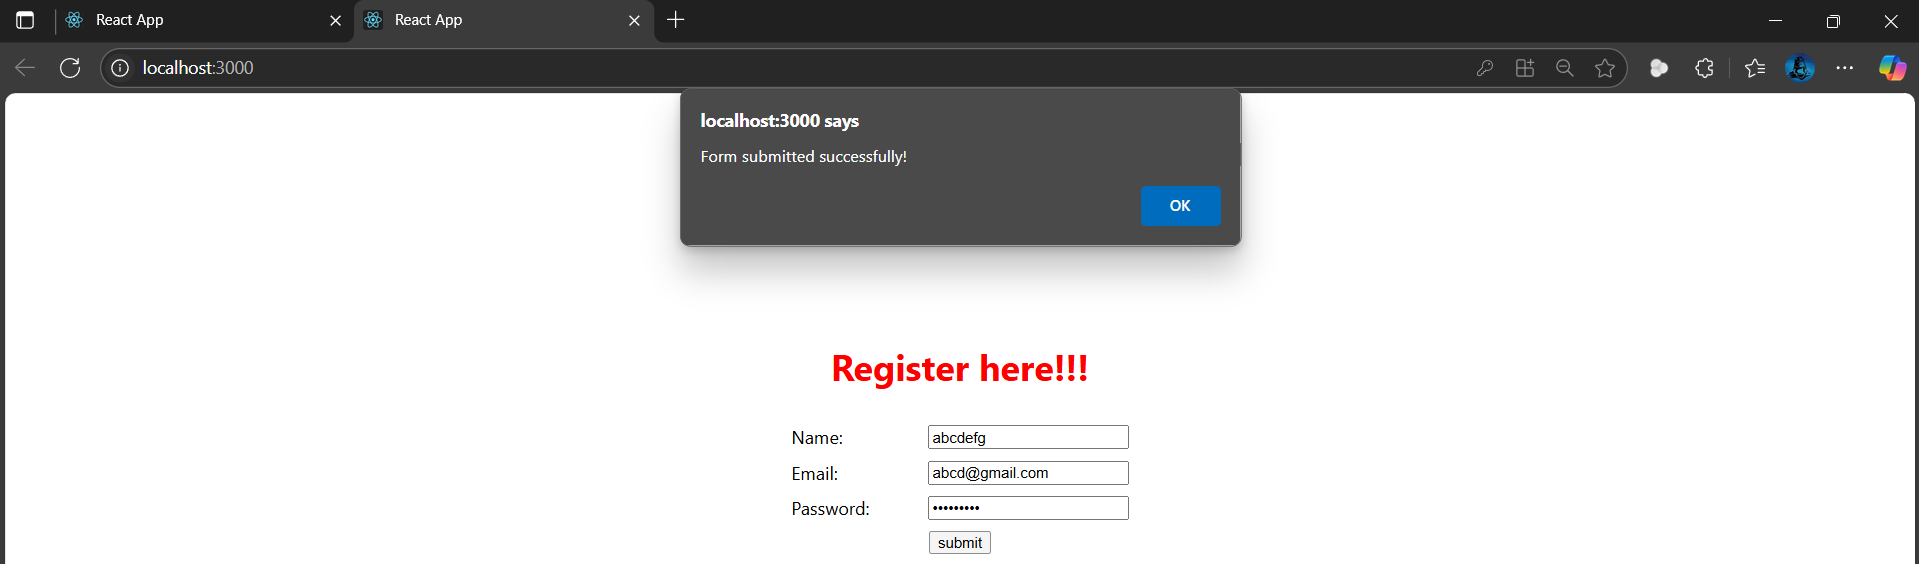 React App
React App
localhost:3000
localhost:3000 says
Form submitted successfully!
OK
Register here!!!
Name: abcdefg
Email: abcd@gmail.com
Password: •••••••••
submit